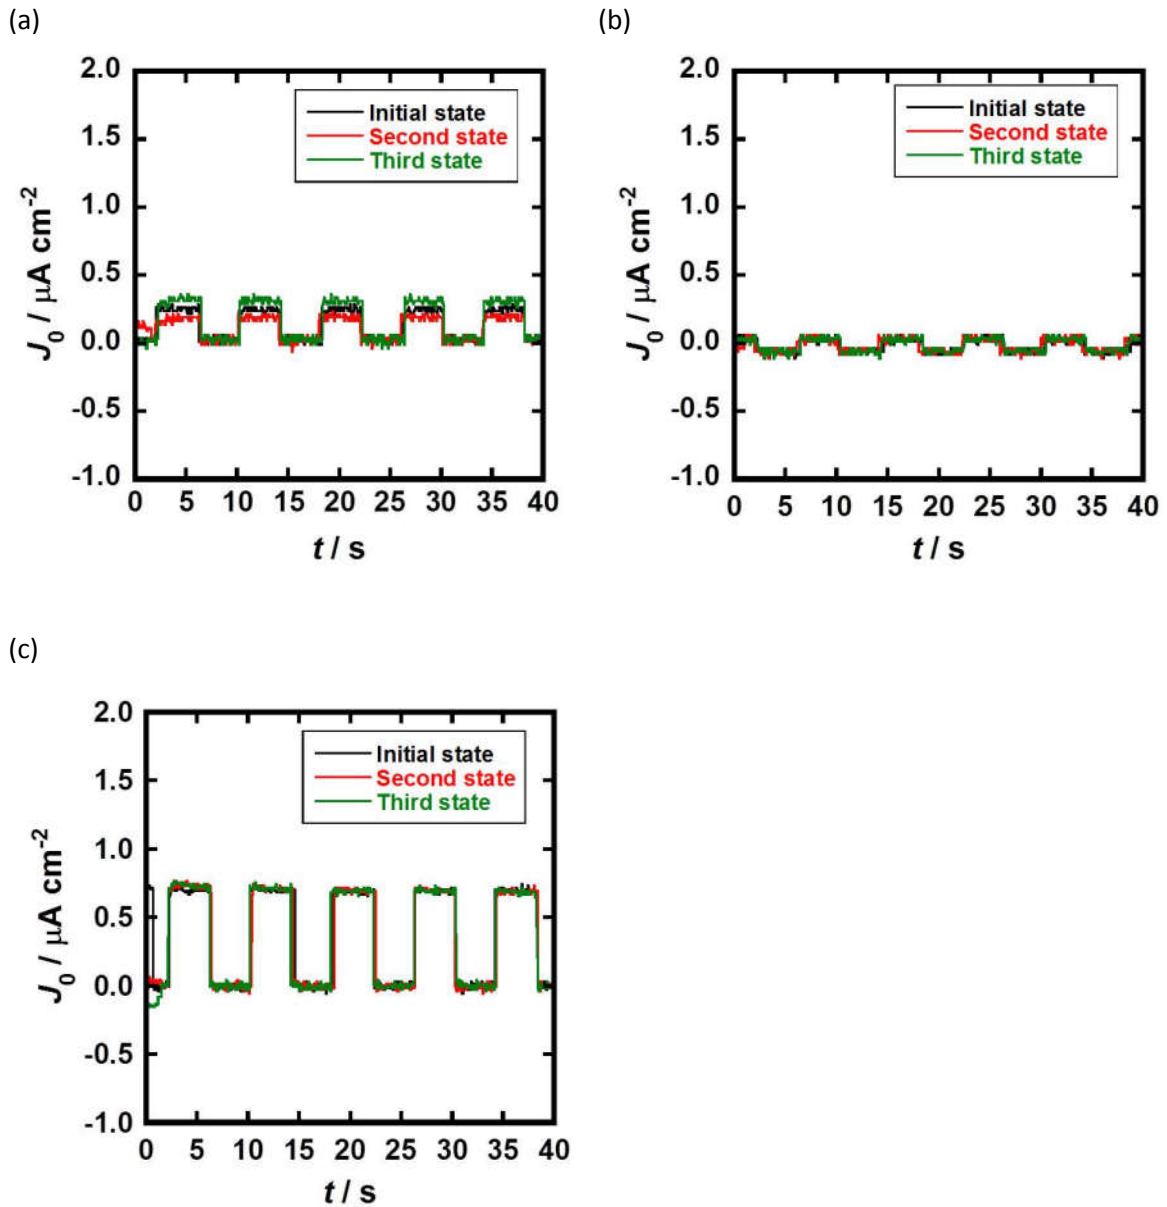 (a)
2.0
1.5
1.0
0.5
0.0
-0.5
-1.0
J0 / μA cm-2
Initial state
Second state
Third state
0 5 10 15 20 25 30 35 40
t / s
(b)
2.0
1.5
1.0
0.5
0.0
-0.5
-1.0
J0 / μA cm-2
Initial state
Second state
Third state
0 5 10 15 20 25 30 35 40
t / s
(c)
2.0
1.5
1.0
0.5
0.0
-0.5
-1.0
J0 / μA cm-2
Initial state
Second state
Third state
0 5 10 15 20 25 30 35 40
t / s